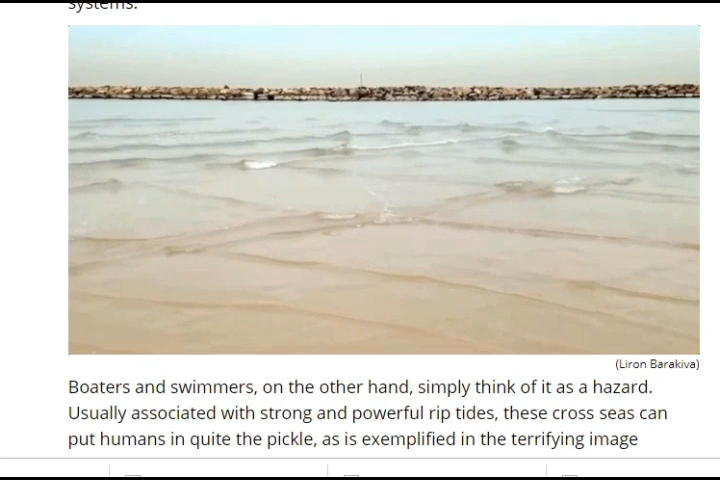 systems.
(Liron Barakiva)
Boaters and swimmers, on the other hand, simply think of it as a hazard.
Usually associated with strong and powerful rip tides, these cross seas can
put humans in quite the pickle, as is exemplified in the terrifying image